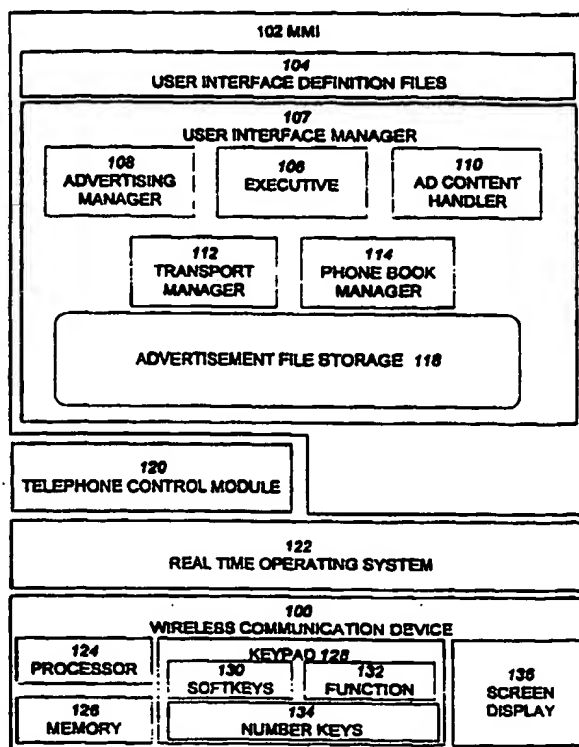 102 MMI
104
USER INTERFACE DEFINITION FILES
107
USER INTERFACE MANAGER
108
ADVERTISING
MANAGER
106
EXECUTIVE
110
AD CONTENT
HANDLER
112
TRANSPORT
MANAGER
114
PHONE BOOK
MANAGER
ADVERTISEMENT FILE STORAGE 118
120
TELEPHONE CONTROL MODULE
122
REAL TIME OPERATING SYSTEM
100
WIRELESS COMMUNICATION DEVICE
124
PROCESSOR
126
MEMORY
KEYPAD 128
130
SOFTKEYS
132
FUNCTION
134
NUMBER KEYS
136
SCREEN
DISPLAY